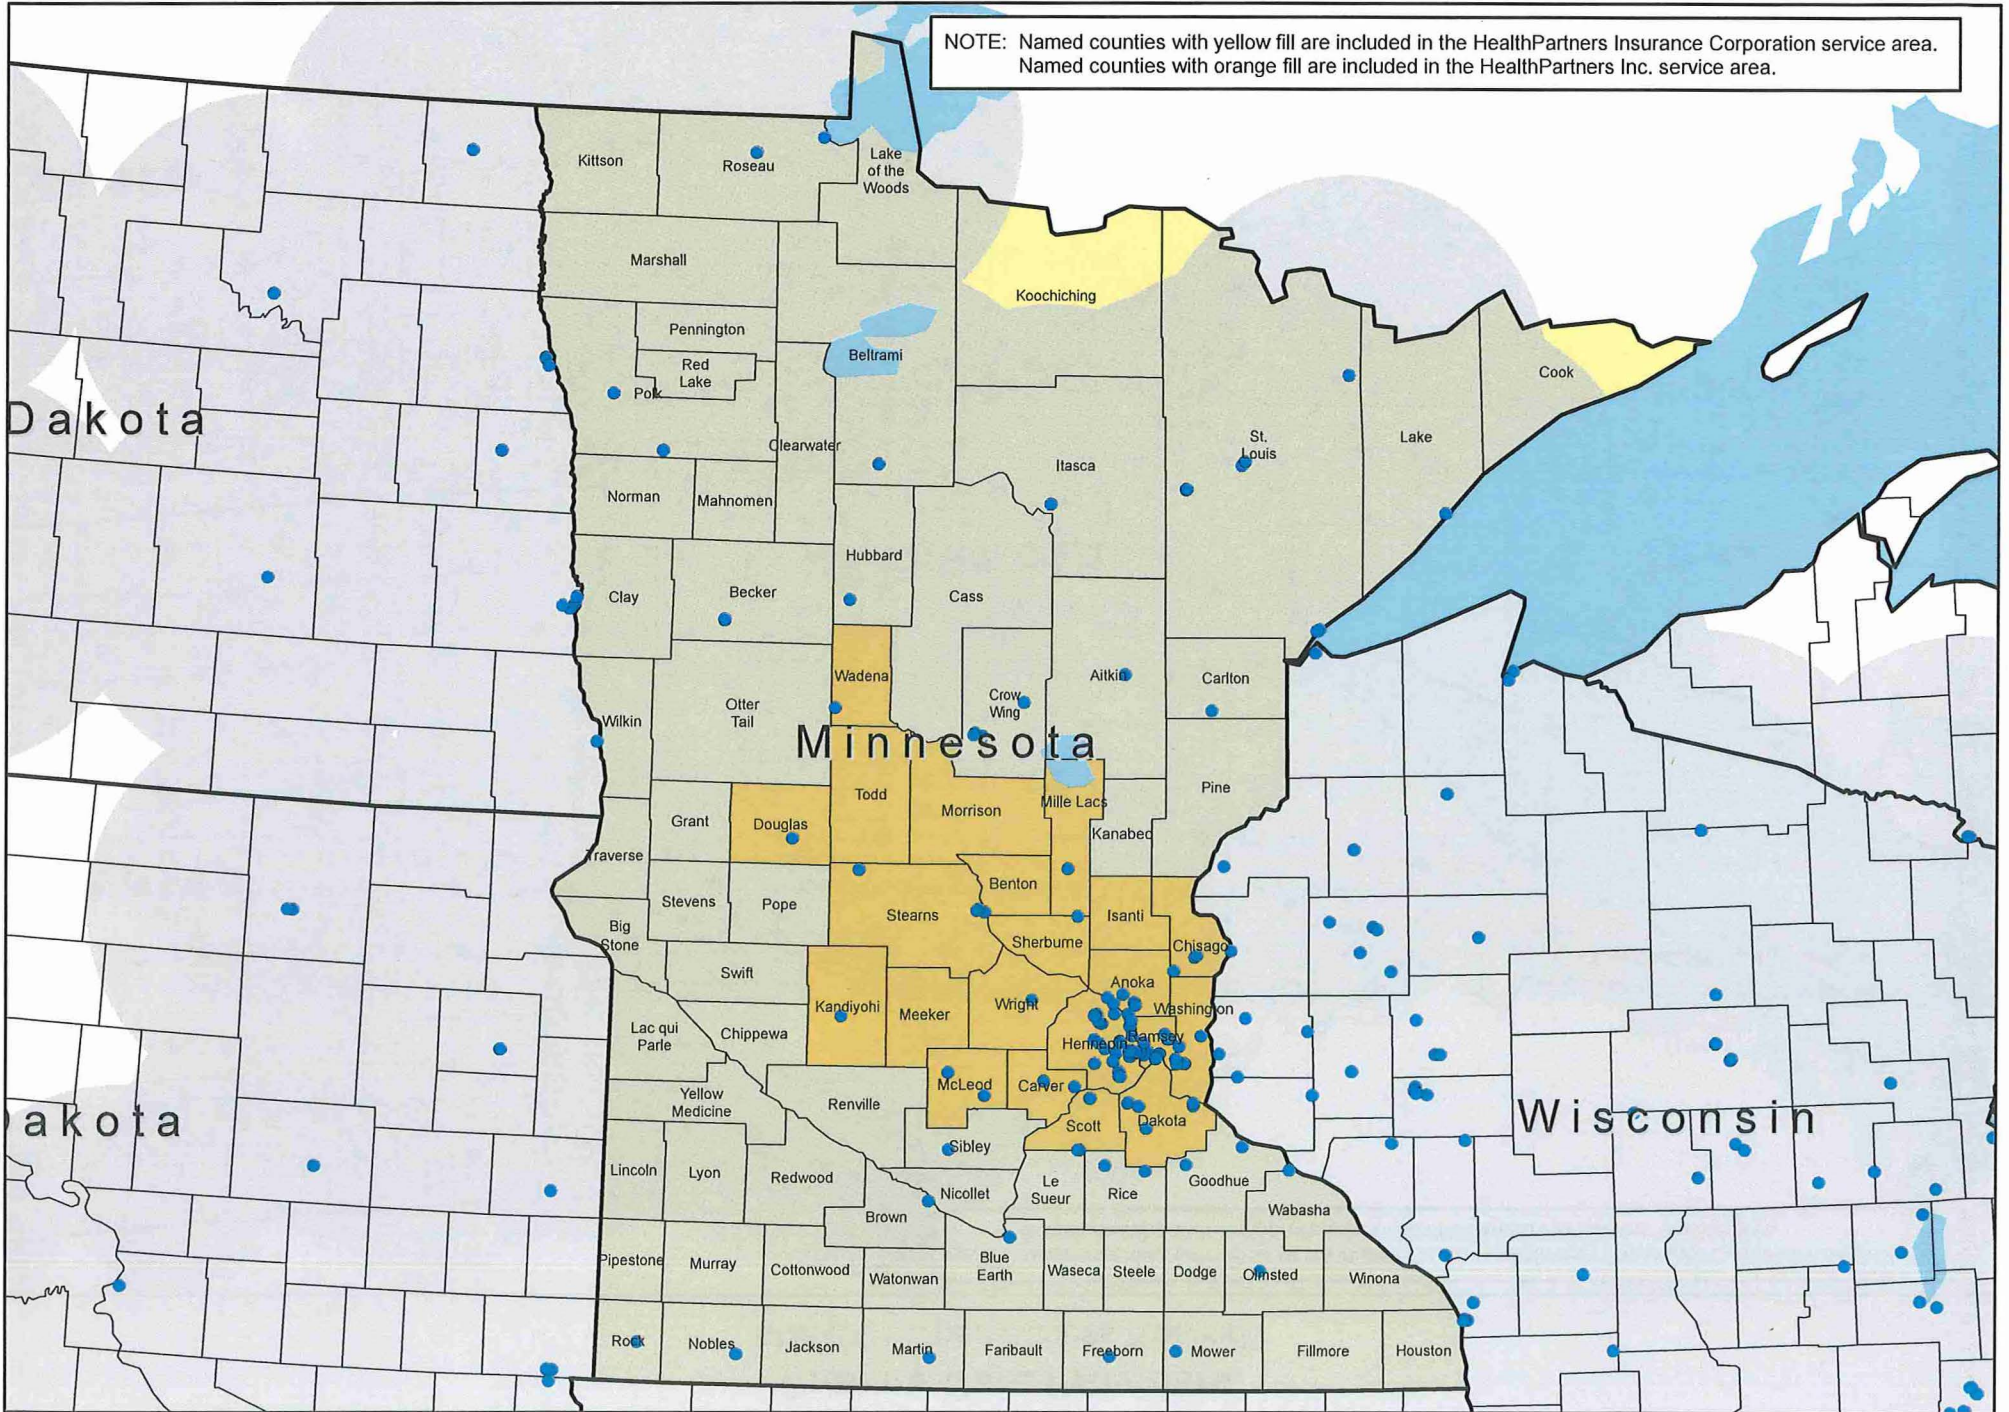 NOTE: Named counties with yellow fill are included in the HealthPartners Insurance Corporation service area.
Named counties with orange fill are included in the HealthPartners Inc. service area.
Kittson
Roseau
Lake
of the
Woods
Marshall
Koochiching
Pennington
Red
Lake
Beltrami
Cook
Polk
Dakota
Clearwater
St.
Louis
Lake
Itasca
Norman
Mahnomen
Hubbard
Clay
Becker
Cass
Wadena
Aitkin
Carlton
Otter
Tail
Crow
Wing
Wilkin
Minnesota
Pine
Todd
Morrison
Mille Lacs
Grant
Douglas
Kanabec
Traverse
Benton
Stevens
Pope
Stearns
Isanti
Big
Stone
Sherburne
Chisago
Swift
Anoka
Kandiyohi
Meeker
Wright
Washington
Lac qui
Parle
Chippewa
Hennepin
Ramsey
McLeod
Carver
Yellow
Medicine
Renville
Dakota
Wisconsin
Scott
Dakota
Sibley
Lincoln
Lyon
Redwood
Nicollet
Le
Sueur
Rice
Goodhue
Brown
Wabasha
Pipestone
Murray
Cottonwood
Watonwan
Blue
Earth
Waseca
Steele
Dodge
Olmsted
Winona
Rock
Nobles
Jackson
Martin
Faribault
Freeborn
Mower
Fillmore
Houston